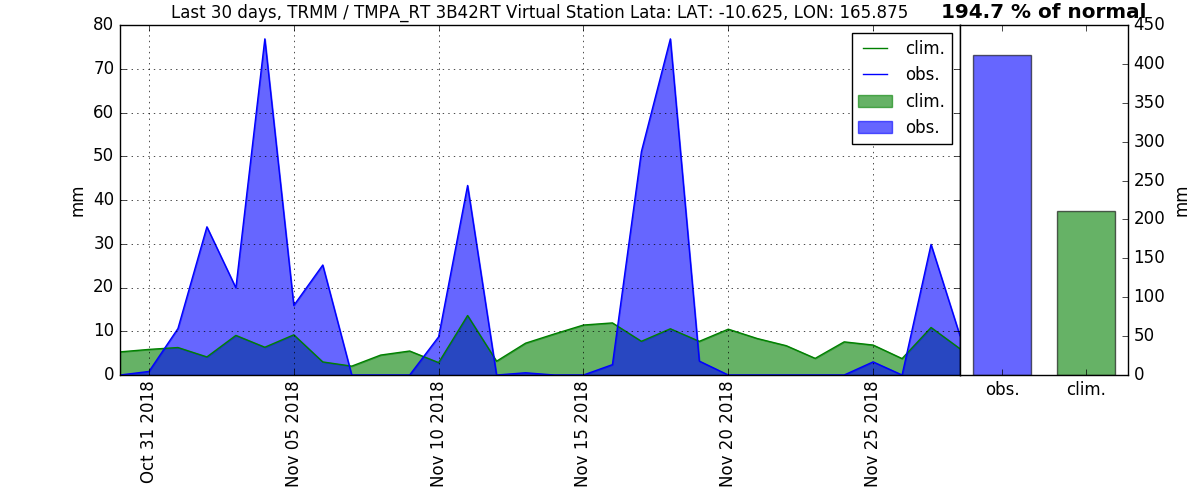 Last 30 days, TRMM / TMPA_RT 3B42RT Virtual Station Lata: LAT: -10.625, LON: 165.875
194.7 % of normal
80
70
60
50
40
30
20
10
0
mm
clim.
obs.
clim.
obs.
450
400
350
300
250
200
150
100
50
0
mm
obs.
clim.
Oct 31 2018
Nov 05 2018
Nov 10 2018
Nov 15 2018
Nov 20 2018
Nov 25 2018